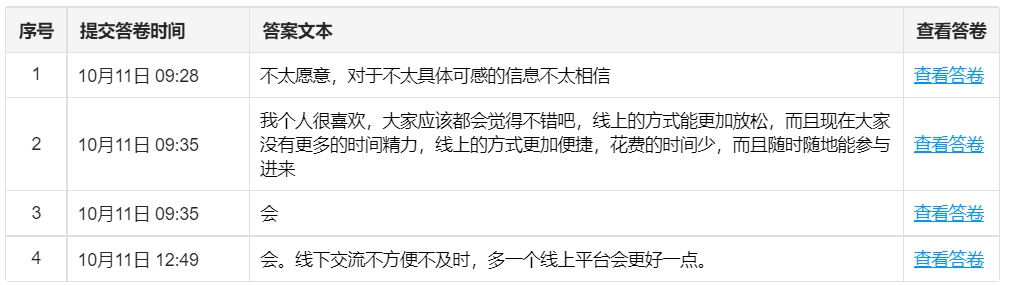 序号 提交答卷时间 答案文本 查看答卷
1 10月11日 09:28 不太愿意，对于不太具体可感的信息不太相信 查看答卷
我个人很喜欢，大家应该都会觉得不错吧，线上的方式能更加放松，而且现在大家
2 10月11日 09:35 没有更多的时间精力，线上的方式更加便捷，花费的时间少，而且随时随地能参与 查看答卷
进来
3 10月11日 09:35 会 查看答卷
4 10月11日 12:49 会。线下交流不方便不及时，多一个线上平台会更好一点。 查看答卷